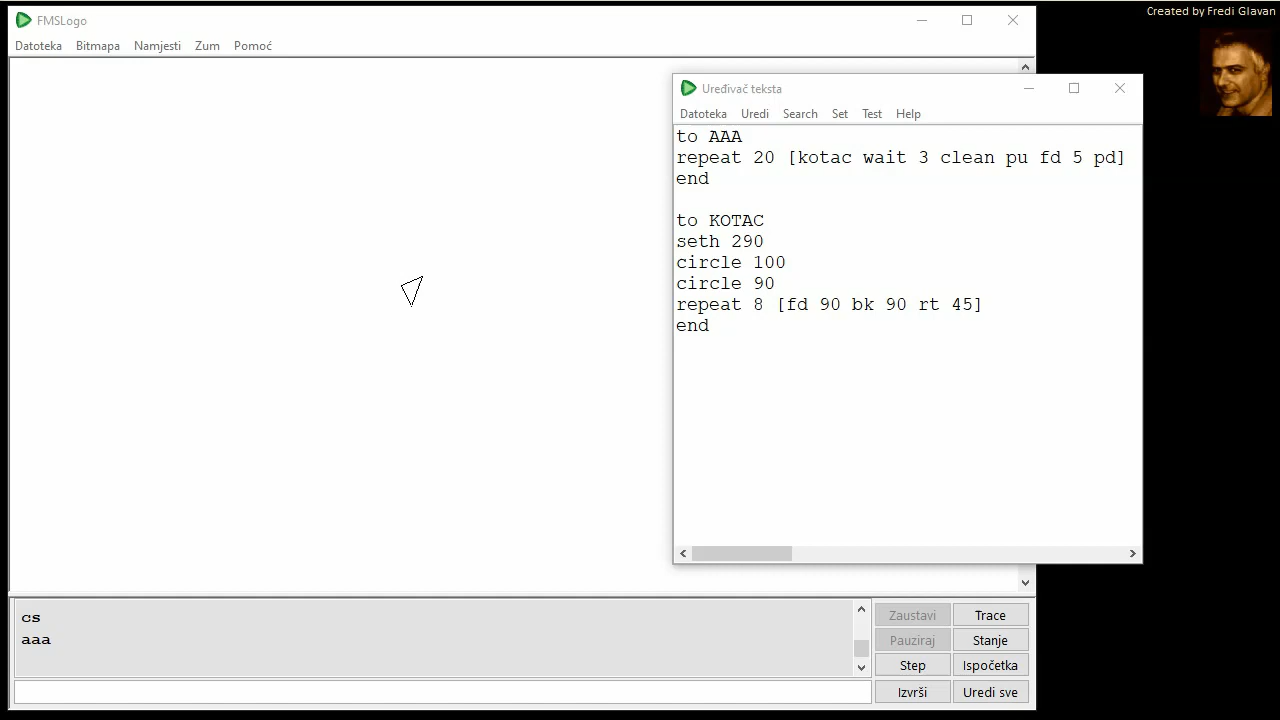 Created by Fredi Glavan
FMSLogo
Datoteka Bitmapa Namjesti Zum Pomoć
Uređivač teksta
Datoteka Uredi Search Set Test Help
to AAA
repeat 20 [kotac wait 3 clean pu fd 5 pd]
end
to KOTAC
seth 290
circle 100
circle 90
repeat 8 [fd 90 bk 90 rt 45]
end
cs
aaa
Zaustavi Trace
Pauziraj Stanje
Step Ispočetka
Izvrši Uredi sve